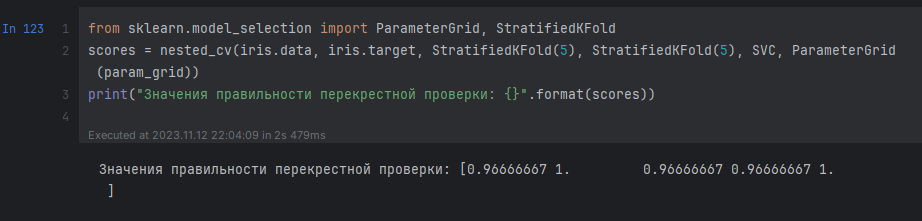 In 123
1 from sklearn.model_selection import ParameterGrid, StratifiedKFold
2 scores = nested_cv(iris.data, iris.target, StratifiedKFold(5), StratifiedKFold(5), SVC, ParameterGrid
(param_grid))
3 print("Значения правильности перекрестной проверки: {}".format(scores))
4
Executed at 2023.11.12 22:04:09 in 2s 479ms
Значения правильности перекрестной проверки: [0.96666667 1.         0.96666667 0.96666667 1.
]